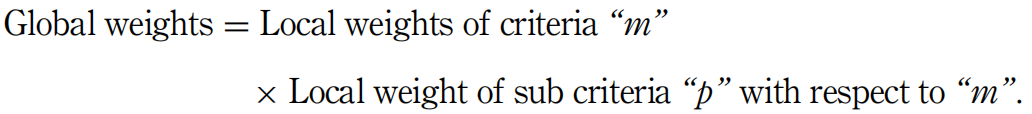 Global weights = Local weights of criteria “m”
× Local weight of sub criteria “p” with respect to “m”.